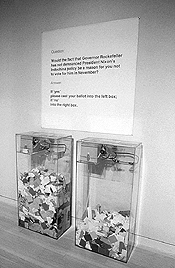 Question:
Would the fact that Governor Rockefeller
has not denounced President Nixon's
Indochina policy be a reason for you not
to vote for him in November?
Answer:
If 'yes'
please cast your ballot into the left box;
if 'no'
into the right box.